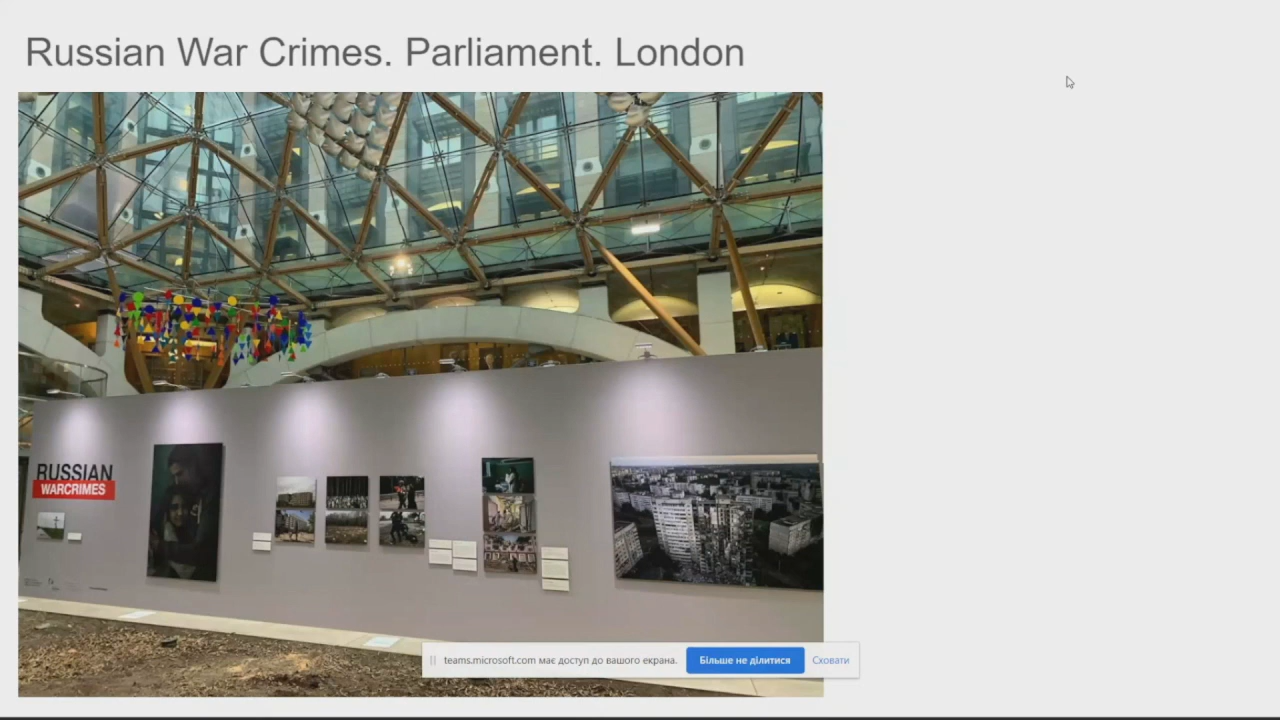 Russian War Crimes. Parliament. London
RUSSIAN
WARCRIMES
teams.microsoft.com має доступ до вашого екрана.
Більше не ділитися
Сховати